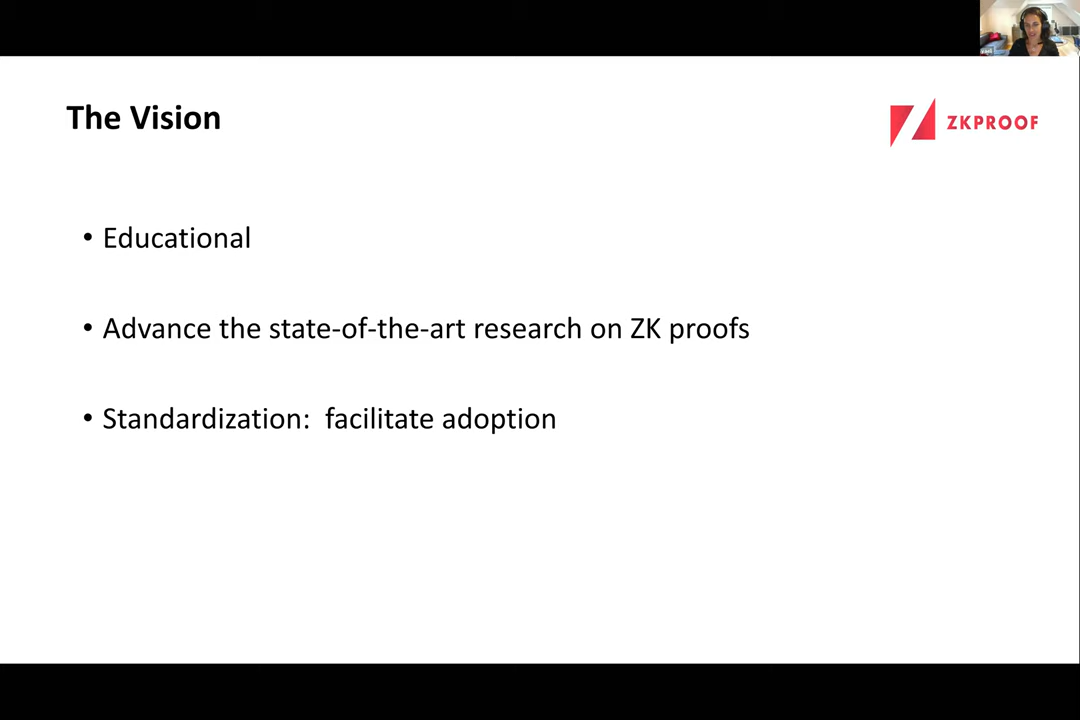 The Vision
ZKPROOF
• Educational
• Advance the state-of-the-art research on ZK proofs
• Standardization:  facilitate adoption